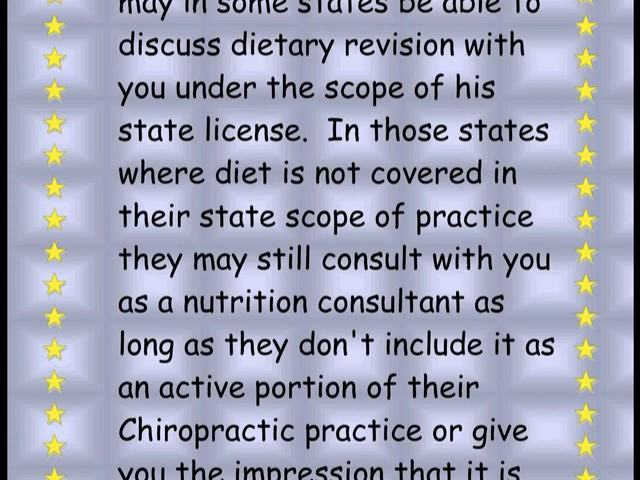 may in some states be able to
discuss dietary revision with
you under the scope of his
state license.  In those states
where diet is not covered in
their state scope of practice
they may still consult with you
as a nutrition consultant as
long as they don't include it as
an active portion of their
Chiropractic practice or give
you the impression that it is